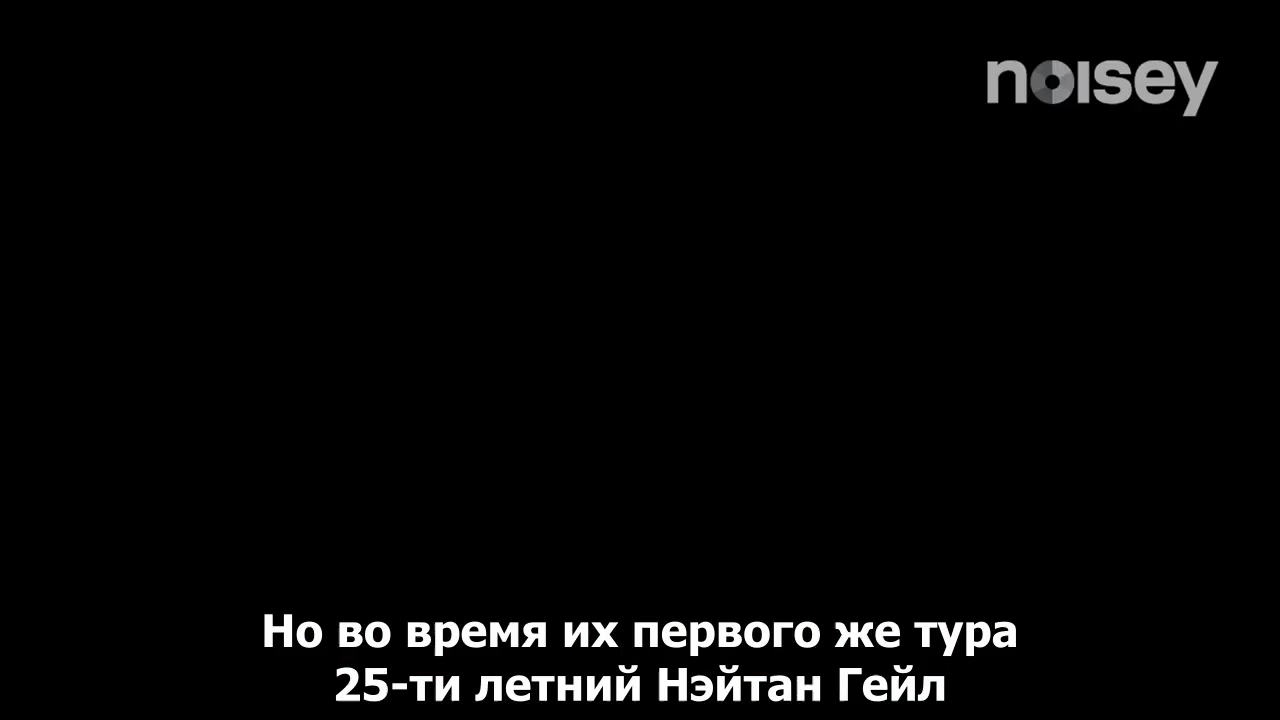 noisey
Но во время их первого же тура
25-ти летний Нэйтан Гейл